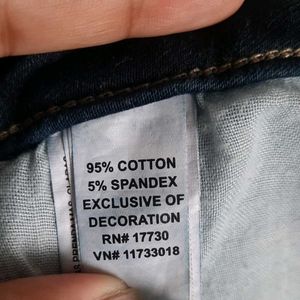 95% COTTON
5% SPANDEX
EXCLUSIVE OF
DECORATION
RN# 17730
VN# 11733018